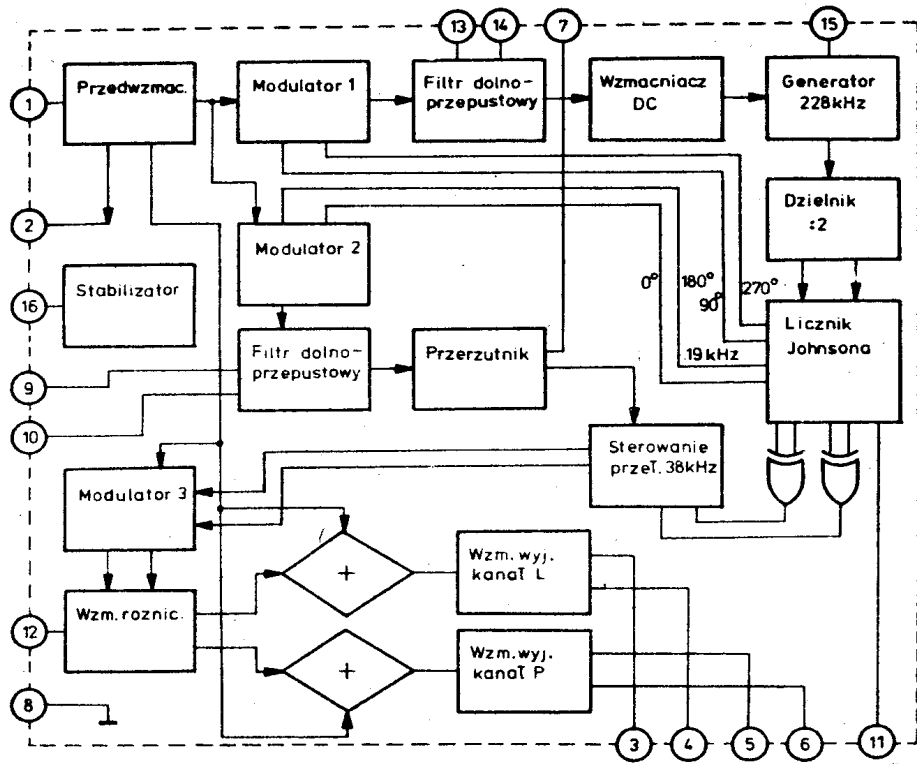 13
14
7
15
1
Przedwzmac.
Modulator 1
Filtr dolno-
przepustowy
Wzmacniacz
DC
Generator
228kHz
2
Modulator 2
Dzielnik
:2
16
Stabilizator
0°
180°
90°
270°
Licznik
Johnsona
19kHz
9
10
Filtr dolno-
przepustowy
Przerzutnik
Sterowanie
przeł. 38kHz
Modulator 3
+
Wzm. wyj.
kanał L
12
Wzm. roznic.
+
Wzm. wyj.
kanał P
8
3
4
5
6
11